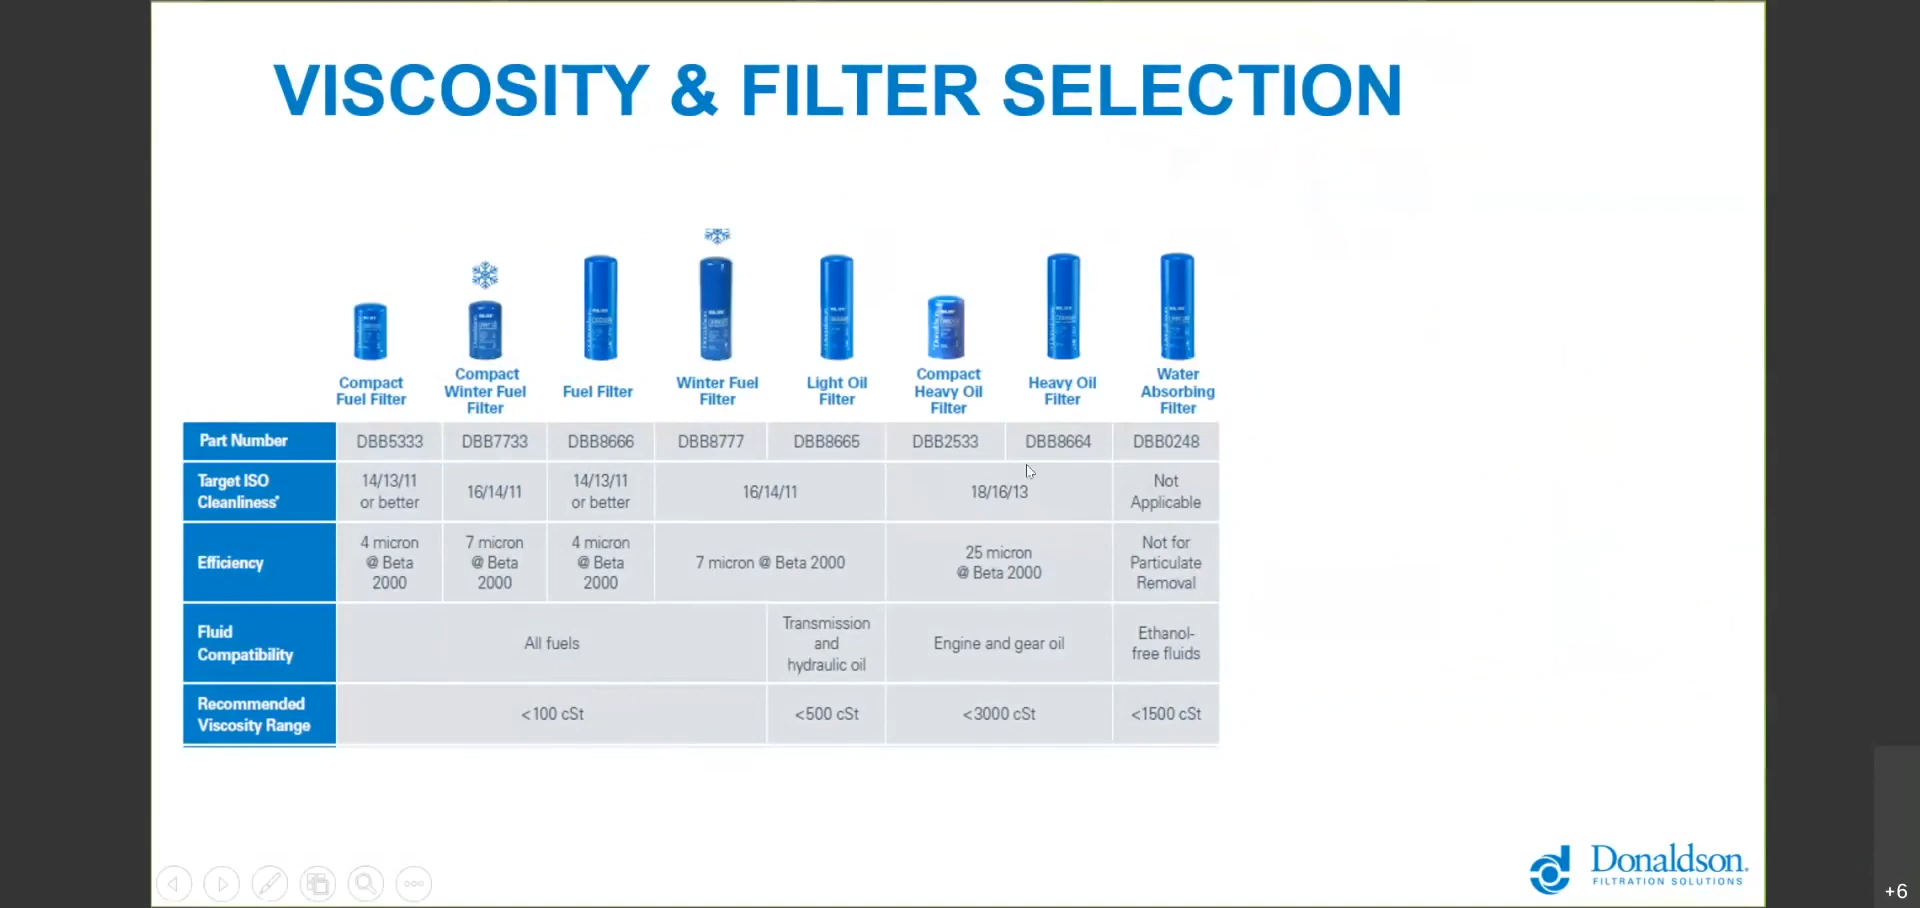 VISCOSITY & FILTER SELECTION
Compact
Fuel Filter
Compact
Winter Fuel
Filter
Fuel Filter
Winter Fuel
Filter
Light Oil
Filter
Compact
Heavy Oil
Filter
Heavy Oil
Filter
Water
Absorbing
Filter
Part Number
DBB5333
DBB7733
DBB8666
DBB8777
DBB8665
DBB2533
DBB8664
DBB0248
Target ISO
Cleanliness*
14/13/11
or better
16/14/11
14/13/11
or better
16/14/11
18/16/13
Not
Applicable
Efficiency
4 micron
@ Beta
2000
7 micron
@ Beta
2000
4 micron
@ Beta
2000
7 micron @ Beta 2000
25 micron
@ Beta 2000
Not for
Particulate
Removal
Fluid
Compatibility
All fuels
Transmission
and
hydraulic oil
Engine and gear oil
Ethanol-
free fluids
Recommended
Viscosity Range
<100 cSt
<500 cSt
<3000 cSt
<1500 cSt
Donaldson.
FILTRATION SOLUTIONS
+6